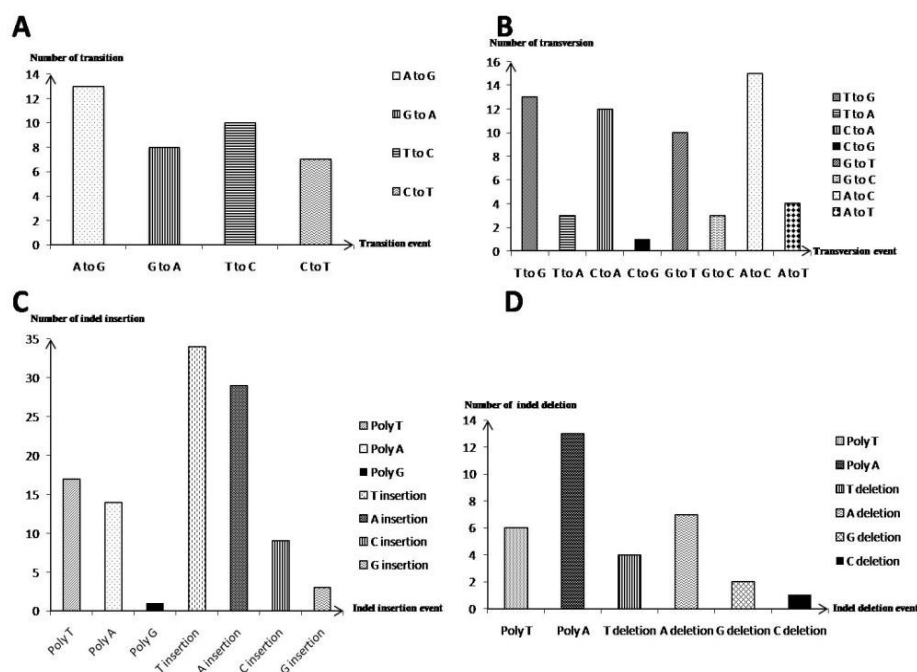 A
Number of transition
14
12
10
8
6
4
2
0
A to G
G to A
T to C
C to T
Transition event
A to G
G to A
T to C
C to T
B
Number of transversion
16
14
12
10
8
6
4
2
0
T to G
T to A
C to A
C to G
G to T
G to C
A to C
A to T
Transversion event
T to G
T to A
C to A
C to G
G to T
G to C
A to C
A to T
C
Number of indel insertion
35
30
25
20
15
10
5
0
Poly T
Poly A
Poly G
T insertion
A insertion
C insertion
G insertion
Indel insertion event
Poly T
Poly A
Poly G
T insertion
A insertion
C insertion
G insertion
D
Number of indel deletion
14
12
10
8
6
4
2
0
Poly T
Poly A
T deletion
A deletion
G deletion
C deletion
Indel deletion event
Poly T
Poly A
T deletion
A deletion
G deletion
C deletion